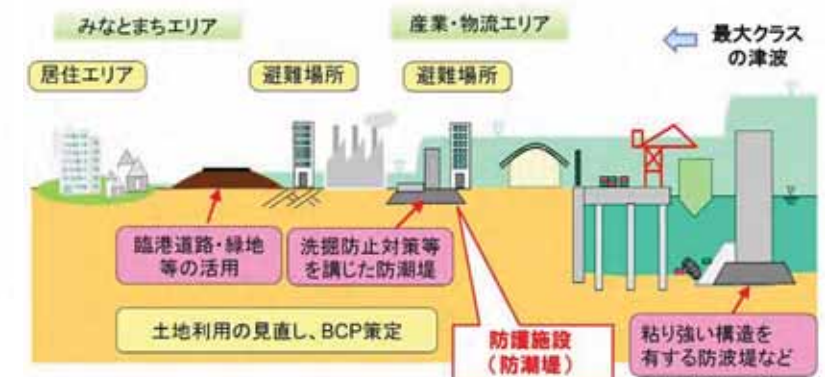 みなとまちエリア
産業・物流エリア
最大クラス
の津波
居住エリア
避難場所
避難場所
臨港道路・緑地
等の活用
洗掘防止対策等
を講じた防潮堤
土地利用の見直し、BCP策定
防護施設
（防潮堤）
粘り強い構造を
有する防波堤など